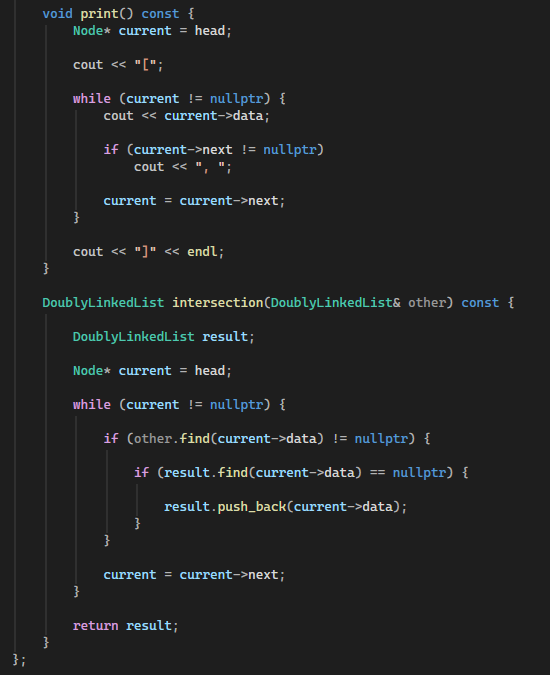 void print() const {
Node* current = head;
cout << "[";
while (current != nullptr) {
cout << current->data;
if (current->next != nullptr)
cout << ", ";
current = current->next;
}
cout << "]" << endl;
}
DoublyLinkedList intersection(DoublyLinkedList& other) const {
DoublyLinkedList result;
Node* current = head;
while (current != nullptr) {
if (other.find(current->data) != nullptr) {
if (result.find(current->data) == nullptr) {
result.push_back(current->data);
}
}
current = current->next;
}
return result;
}
};